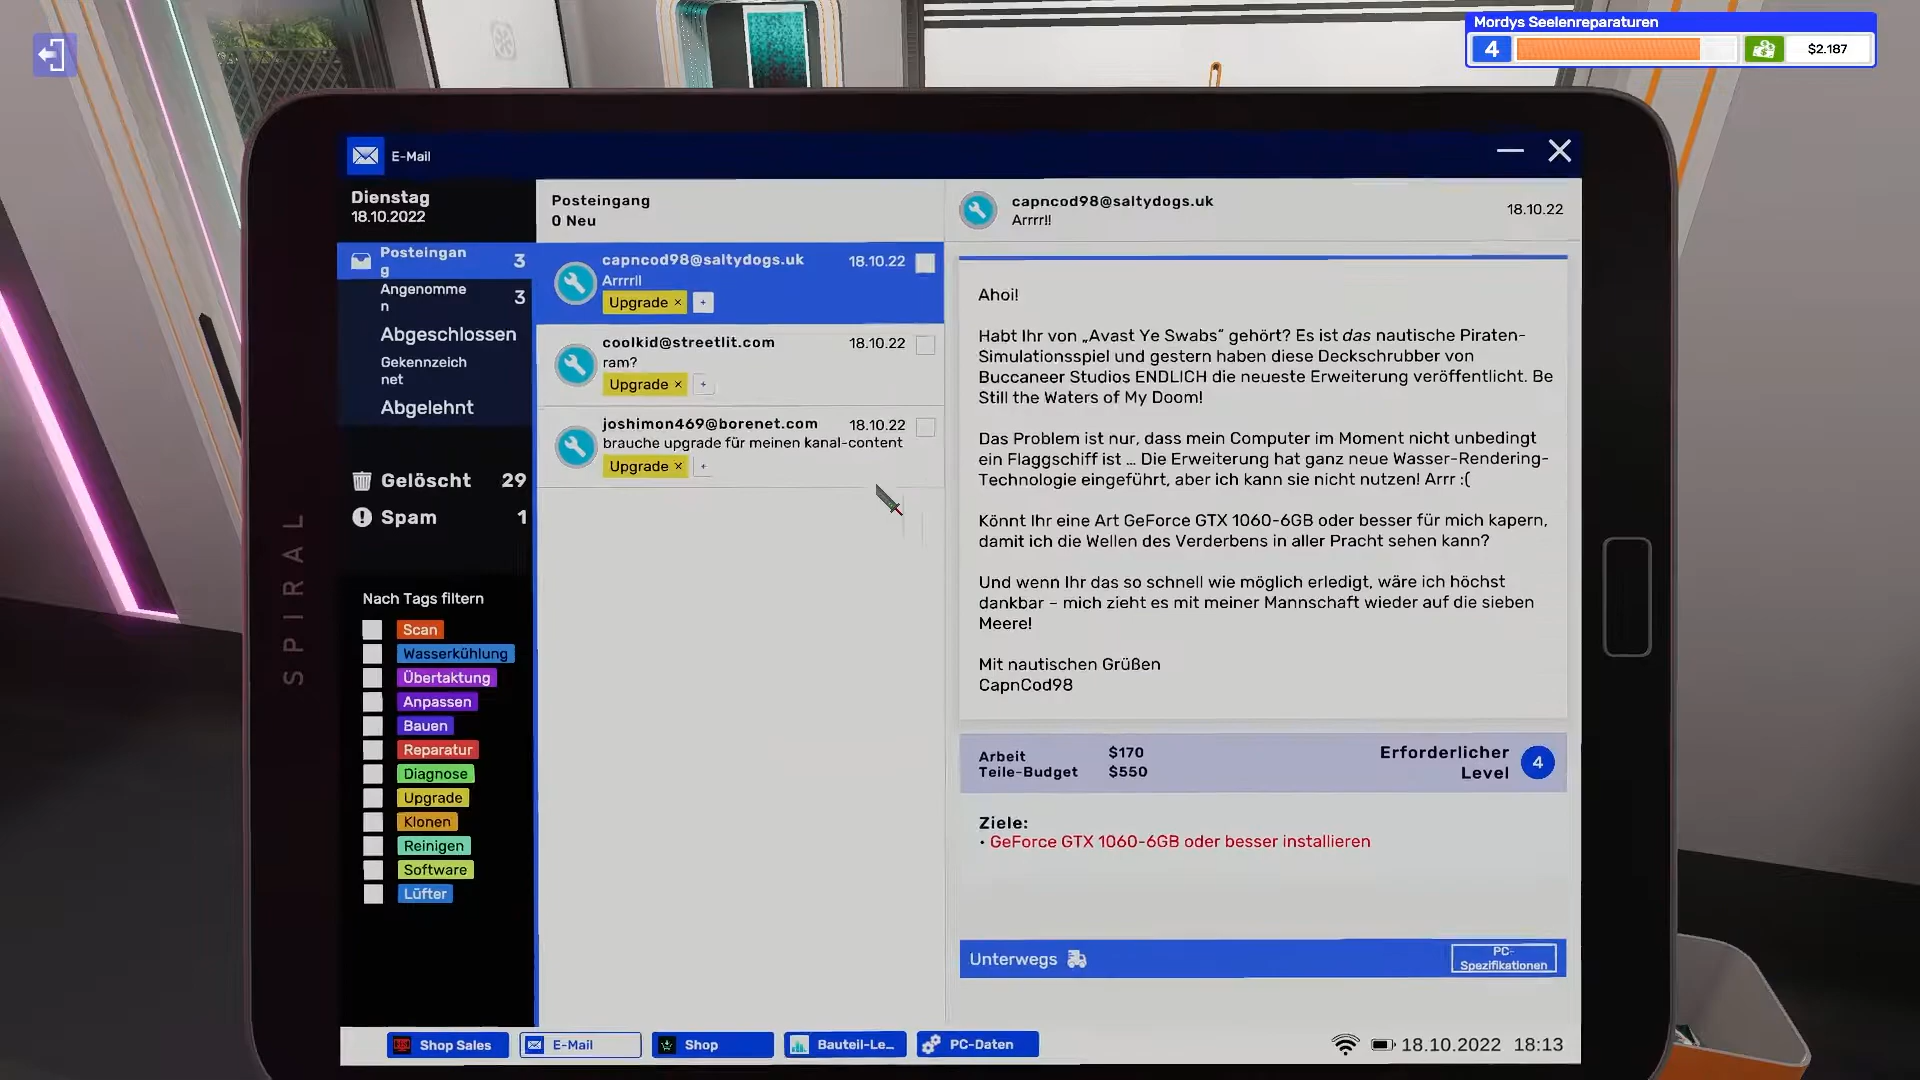 Mordys Seelenreparaturen
4
$2.187
E-Mail
Dienstag
18.10.2022
Posteingan
g
3
Angenomme
n
3
Abgeschlossen
Gekennzeich
net
Abgelehnt
Gelöscht 29
Spam 1
Nach Tags filtern
Scan
Wasserkühlung
Übertaktung
Anpassen
Bauen
Reparatur
Diagnose
Upgrade
Klonen
Reinigen
Software
Lüfter
Posteingang
0 Neu
capncod98@saltydogs.uk 18.10.22
Arrrr!!
Upgrade × +
coolkid@streetlit.com 18.10.22
ram?
Upgrade × +
joshimon469@borenet.com 18.10.22
brauche upgrade für meinen kanal-content
Upgrade × +
capncod98@saltydogs.uk
Arrrr!!
18.10.22
Ahoi!
Habt Ihr von „Avast Ye Swabs“ gehört? Es ist das nautische Piraten-
Simulationsspiel und gestern haben diese Deckschrubber von
Buccaneer Studios ENDLICH die neueste Erweiterung veröffentlicht. Be
Still the Waters of My Doom!
Das Problem ist nur, dass mein Computer im Moment nicht unbedingt
ein Flaggschiff ist … Die Erweiterung hat ganz neue Wasser-Rendering-
Technologie eingeführt, aber ich kann sie nicht nutzen! Arrr :(
Könnt Ihr eine Art GeForce GTX 1060-6GB oder besser für mich kapern,
damit ich die Wellen des Verderbens in aller Pracht sehen kann?
Und wenn Ihr das so schnell wie möglich erledigt, wäre ich höchst
dankbar – mich zieht es mit meiner Mannschaft wieder auf die sieben
Meere!
Mit nautischen Grüßen
CapnCod98
Arbeit $170
Teile-Budget $550
Erforderlicher
Level
4
Ziele:
• GeForce GTX 1060-6GB oder besser installieren
Unterwegs
PC-
Spezifikationen
SPIRAL
Shop Sales
E-Mail
Shop
Bauteil-Le...
PC-Daten
18.10.2022 18:13